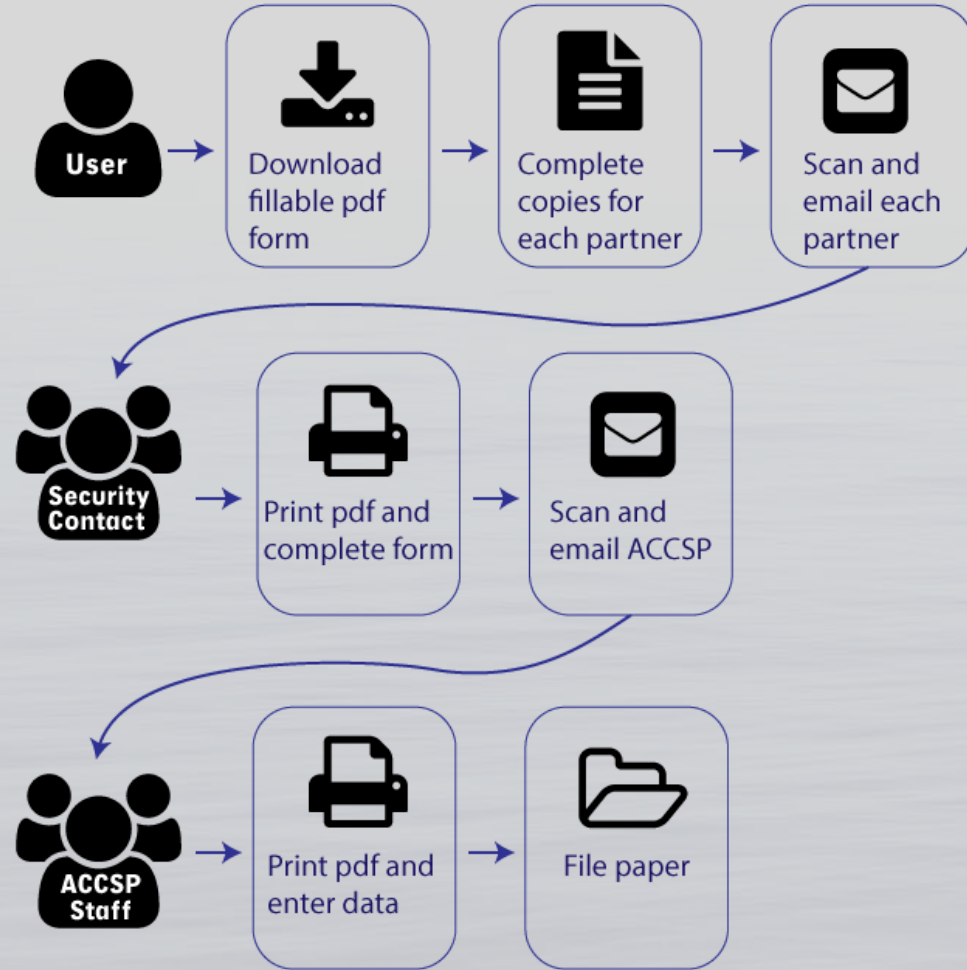 User
Download
fillable pdf
form
Complete
copies for
each partner
Scan and
email each
partner
Security
Contact
Print pdf and
complete form
Scan and
email ACCSP
ACCSP
Staff
Print pdf and
enter data
File paper